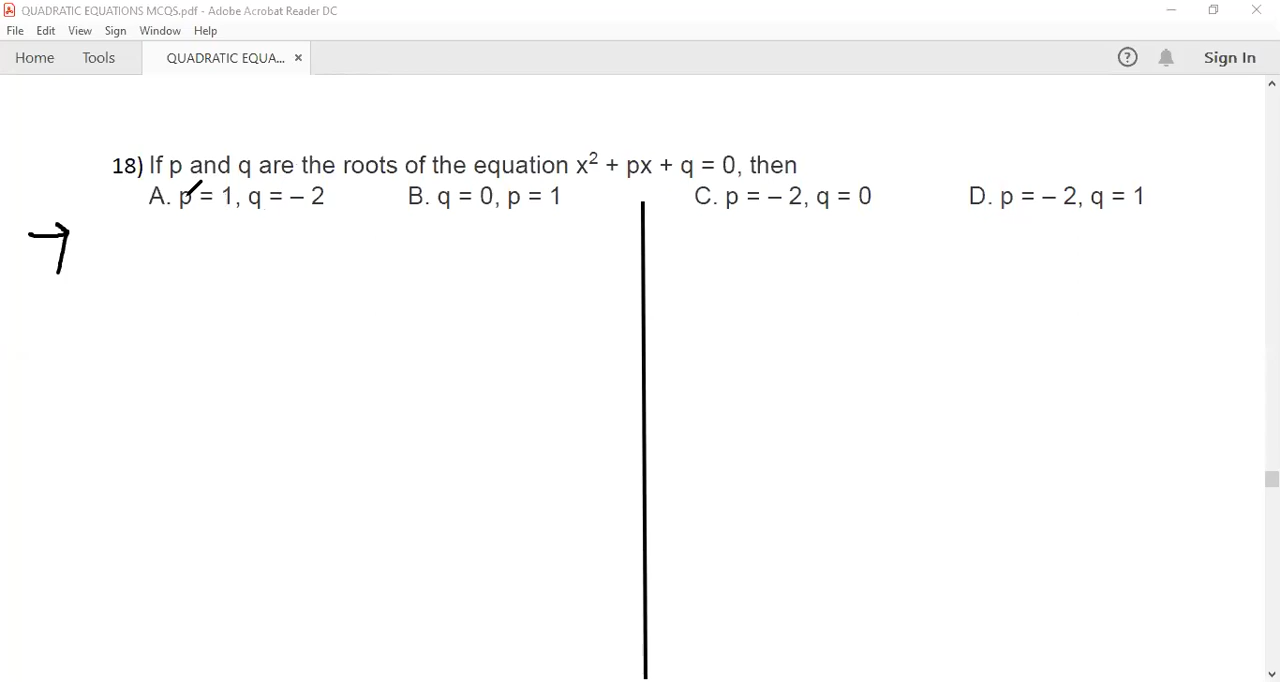 QUADRATIC EQUATIONS MCQS.pdf - Adobe Acrobat Reader DC
File Edit View Sign Window Help
Home Tools QUADRATIC EQUA... × ? Sign In
18) If p and q are the roots of the equation x² + px + q = 0, then
A. p = 1, q = – 2 B. q = 0, p = 1 C. p = – 2, q = 0 D. p = – 2, q = 1